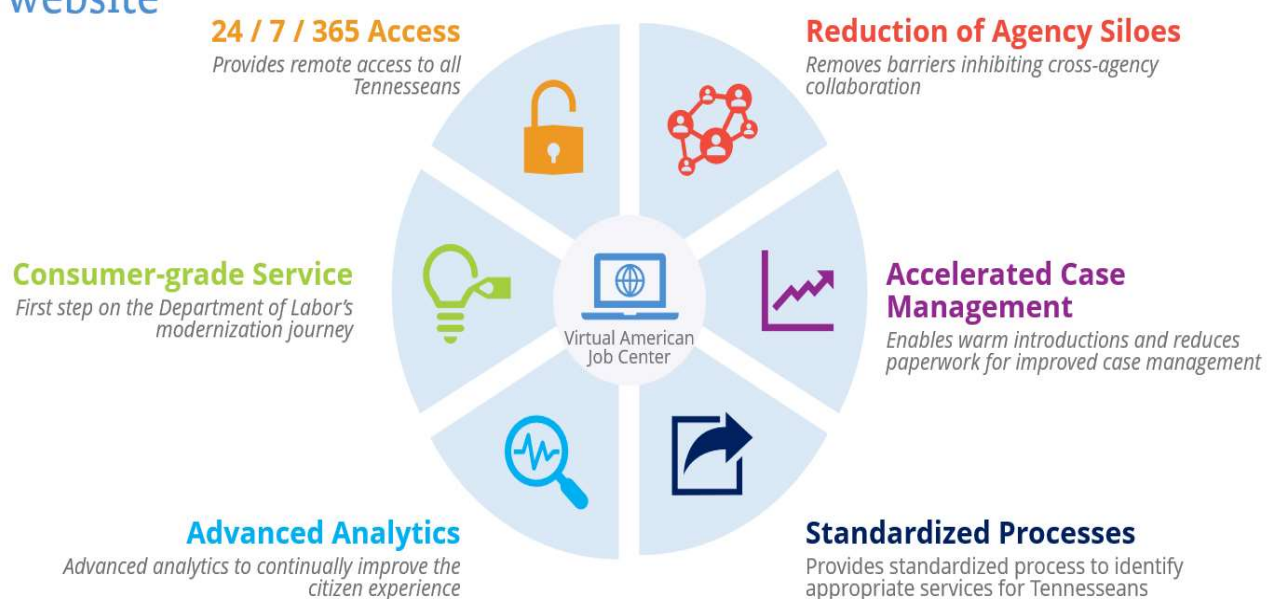 website
24 / 7 / 365 Access
Provides remote access to all
Tennesseans
Reduction of Agency Siloes
Removes barriers inhibiting cross-agency
collaboration
Consumer-grade Service
First step on the Department of Labor's
modernization journey
Virtual American
Job Center
Accelerated Case
Management
Enables warm introductions and reduces
paperwork for improved case management
Advanced Analytics
Advanced analytics to continually improve the
citizen experience
Standardized Processes
Provides standardized process to identify
appropriate services for Tennesseans